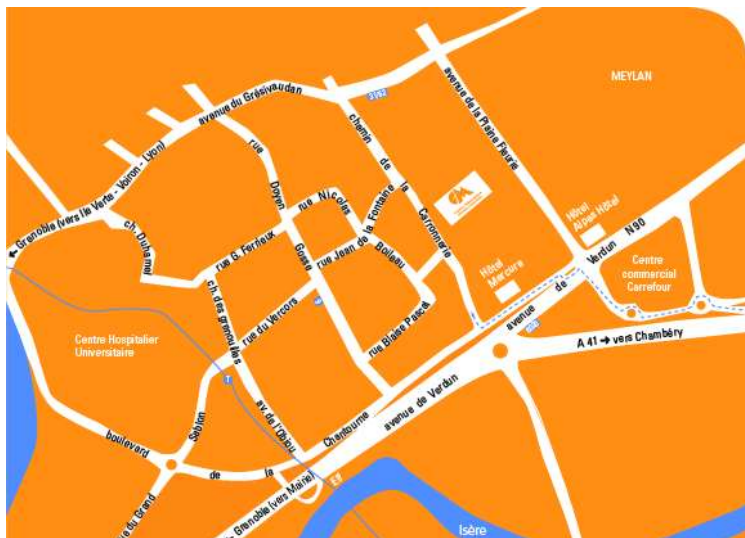 MEYLAN
avenue du Grésivaudan
avenue de la Plaine Fleurie
chemin de la Carronnerie
rue Doyen Gosse
rue Nicolas Boileau
rue Jean de la Fontaine
← Grenoble (vers Ile Verte - Voiron - Lyon)
ch. Duhamel
rue G. Ferrieux
ch. des grenouilles
rue du Vercors
rue Blaise Pascal
Hôtel
Alpes Hôtel
Hôtel
Mercure
avenue de Verdun N90
Centre
commercial
Carrefour
A 41 → vers Chambéry
Centre Hospitalier
Universitaire
T
Sablon
av. de l'Obiou
boulevard de la Chantourne
avenue de Verdun
Grenoble (vers Mairie)
du Grand
Isère